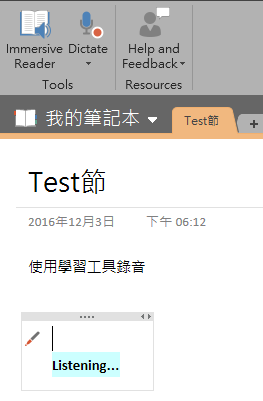 Immersive Reader
Dictate
Help and Feedback
Tools
Resources
我的筆記本
Test節
Test節
2016年12月3日 下午 06:12
使用學習工具錄音
Listening...